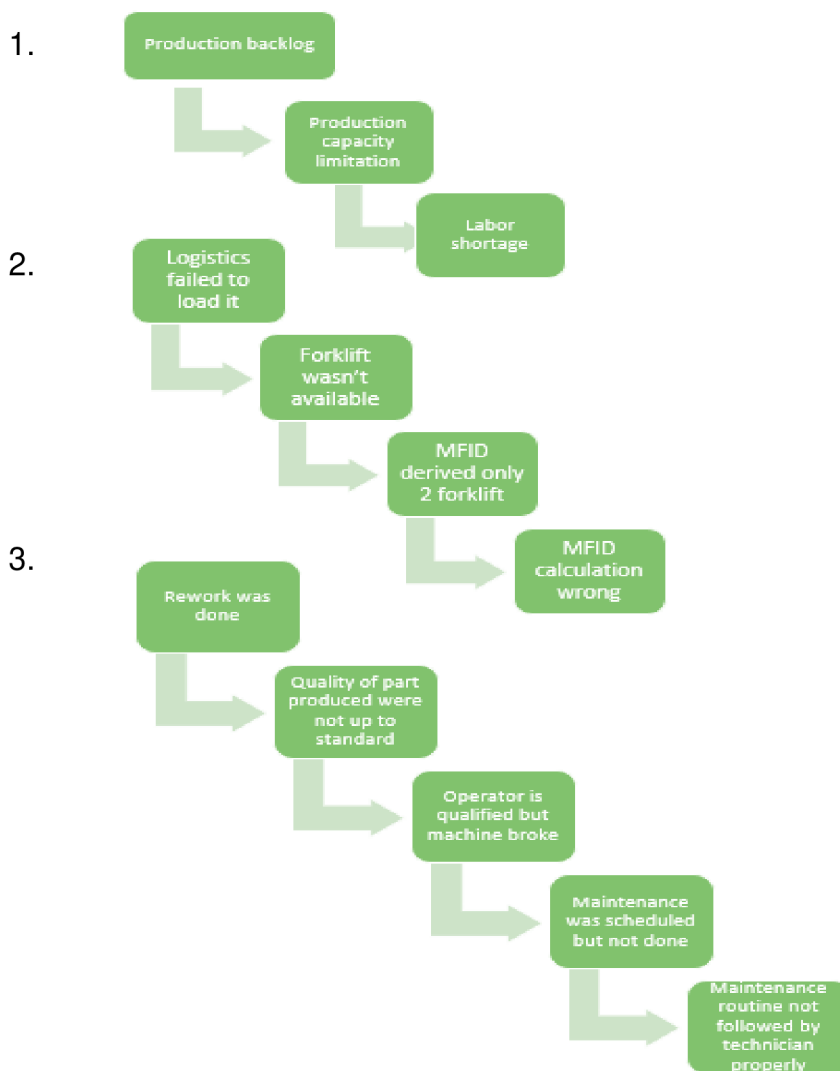 1.
Production backlog
Production
capacity
limitation
Labor
shortage
2.
Logistics
failed to
load it
Forklift
wasn't
available
MFID
derived only
2 forklift
MFID
calculation
wrong
3.
Rework was
done
Quality of part
produced were
not up to
standard
Operator is
qualified but
machine broke
Maintenance
was scheduled
but not done
Maintenance
routine not
followed by
technician
properly